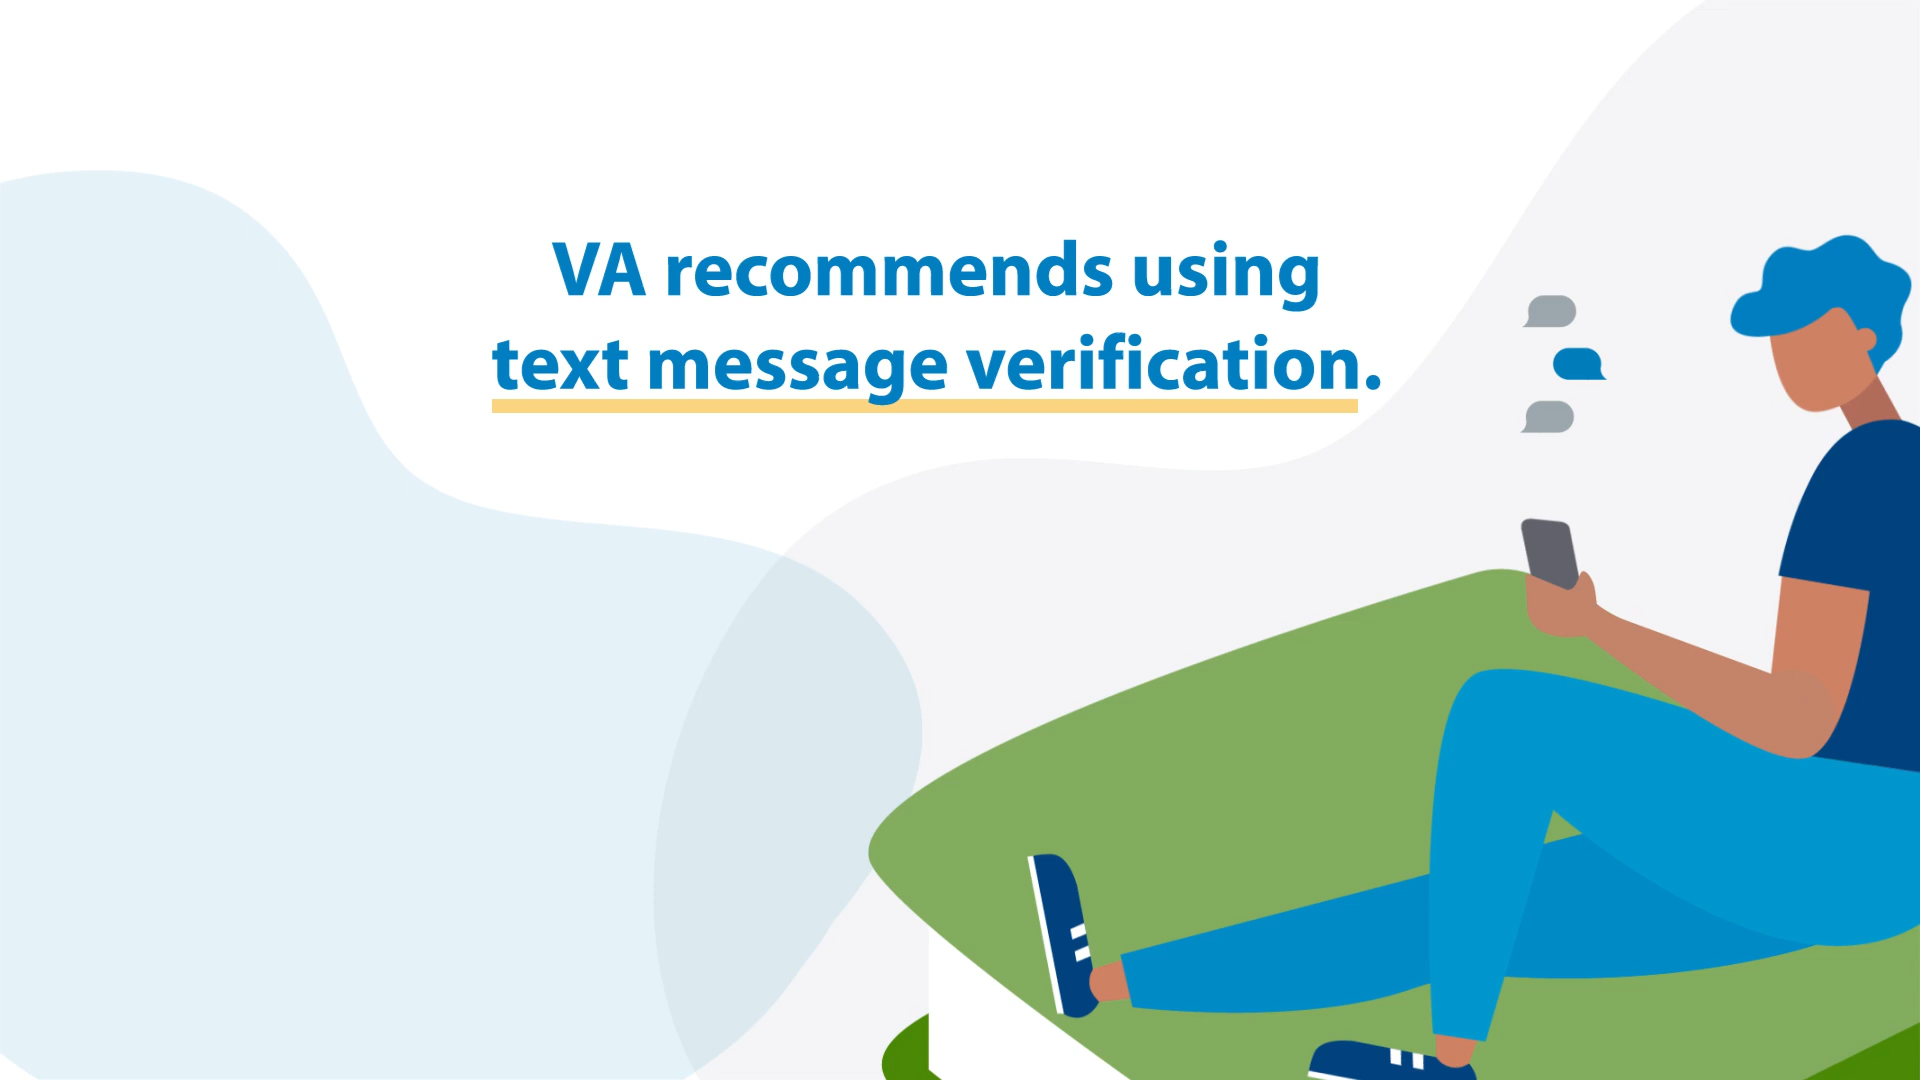 VA recommends using
text message verification.